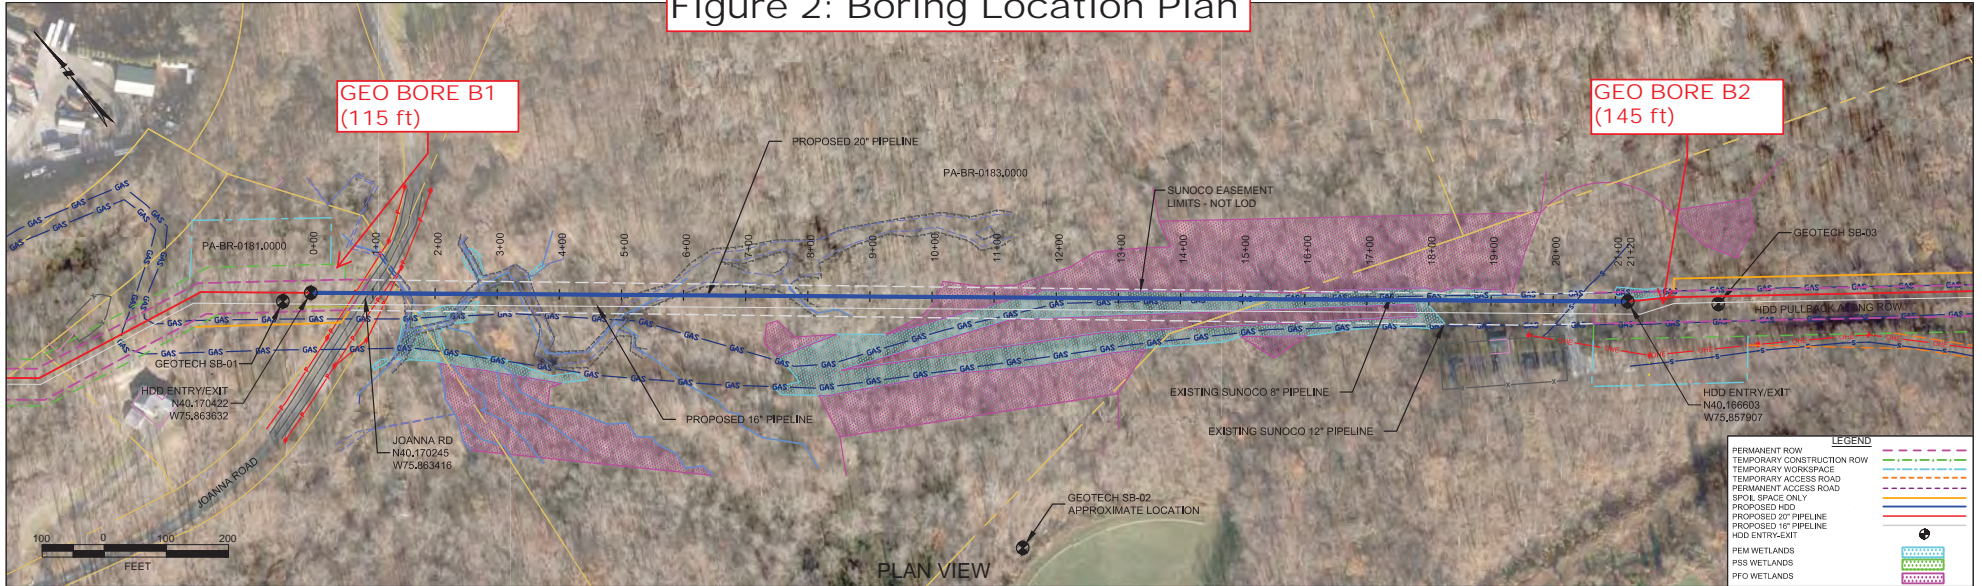 Figure 2: Boring Location Plan
GEO BORE B1
(115 ft)
GEO BORE B2
(145 ft)
PROPOSED 20" PIPELINE
PA-BR-0183.0000
SUNOCO EASEMENT
LIMITS - NOT LOD
GEOTECH SB-03
PA-BR-0181.0000
0+00
1+00
2+00
3+00
4+00
5+00
6+00
7+00
8+00
9+00
10+00
11+00
12+00
13+00
14+00
15+00
16+00
17+00
18+00
19+00
20+00
21+00
21+20
HDD PULLBACK ALONG ROW
GEOTECH SB-01
HDD ENTRY/EXIT
N40.170422
W75.863632
JOANNA RD
N40.170245
W75.863416
PROPOSED 16" PIPELINE
EXISTING SUNOCO 8" PIPELINE
EXISTING SUNOCO 12" PIPELINE
HDD ENTRY/EXIT
N40.166603
W75.857907
JOANNA ROAD
GEOTECH SB-02
APPROXIMATE LOCATION
100 0 100 200
FEET
PLAN VIEW
LEGEND
PERMANENT ROW
TEMPORARY CONSTRUCTION ROW
TEMPORARY WORKSPACE
TEMPORARY ACCESS ROAD
PERMANENT ACCESS ROAD
SPOIL SPACE ONLY
PROPOSED HDD
PROPOSED 20" PIPELINE
PROPOSED 16" PIPELINE
HDD ENTRY-EXIT
PEM WETLANDS
PSS WETLANDS
PFO WETLANDS